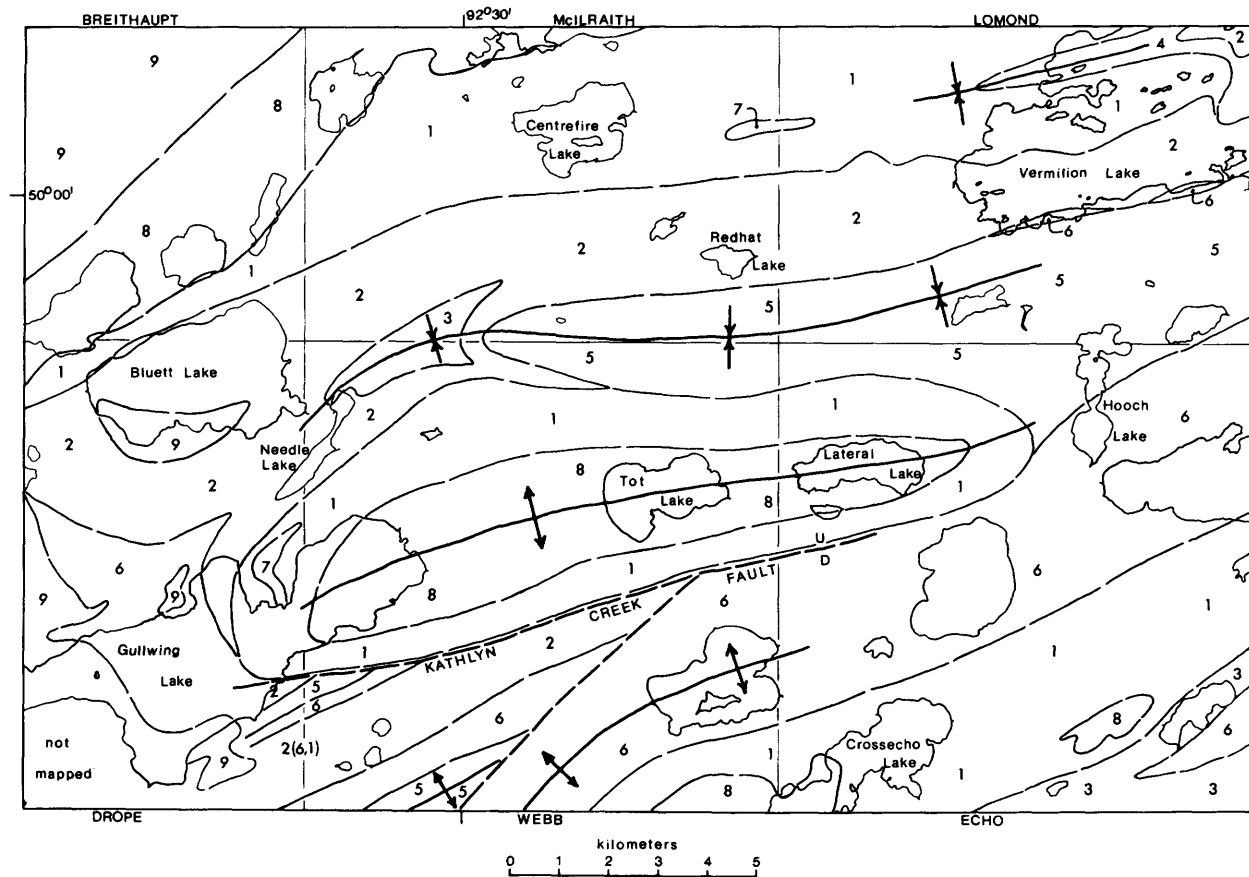 BREITHAUPT
92°30'
McILRAITH
LOMOND
9
8
1
4
2
1
7
1
Centrefire
Lake
9
50°00'
2
Vermilion Lake
8
2
Redhat
Lake
6
6
5
1
2
2
3
5
5
1
Bluett Lake
5
5
Hooch
Lake
2
1
1
6
9
2
Needle
Lake
2
8
Tot
Lake
Lateral
Lake
8
1
1
U
D
6
7
9
9
8
1
KATHLYN CREEK FAULT
6
6
1
2
1
Gullwing
Lake
6
2
5
6
1
3
not
mapped
9
2(6,1)
6
6
1
Crossecho
Lake
8
6
5
5
8
1
3
3
DROPE
WEBB
ECHO
kilometers
0 1 2 3 4 5